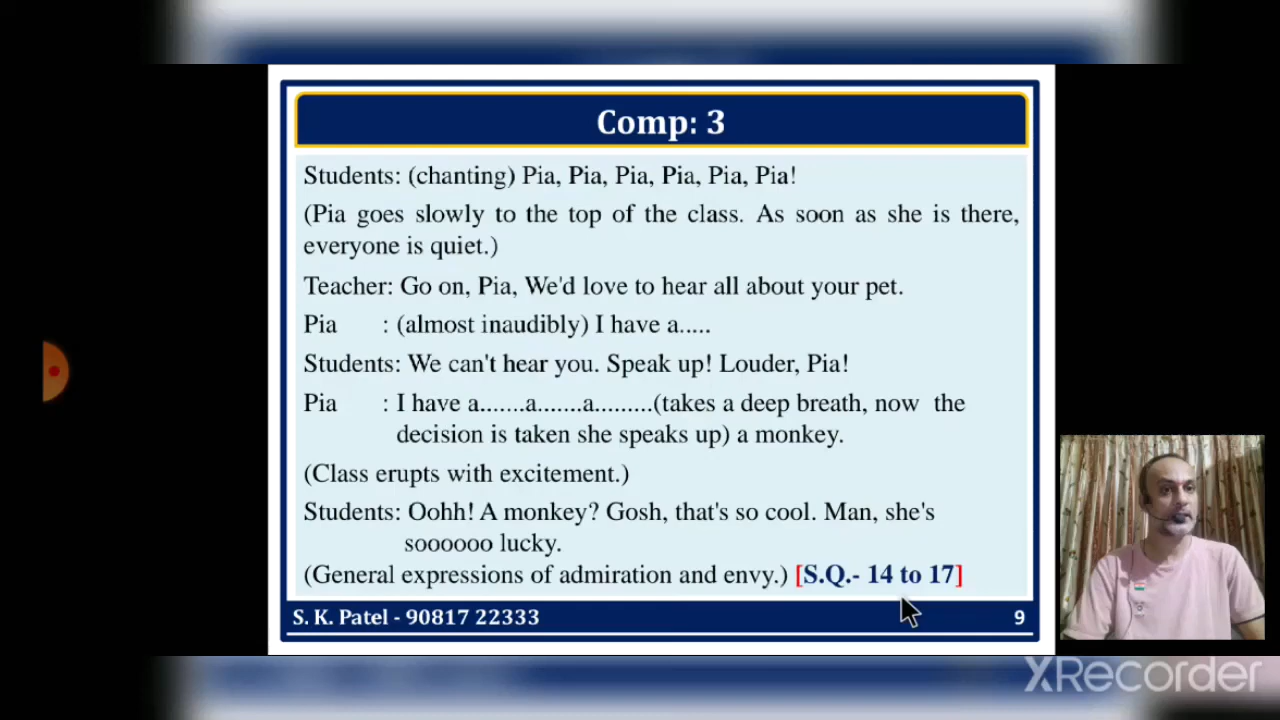 Comp: 3
Students: (chanting) Pia, Pia, Pia, Pia, Pia, Pia!
(Pia goes slowly to the top of the class. As soon as she is there,
everyone is quiet.)
Teacher: Go on, Pia, We'd love to hear all about your pet.
Pia : (almost inaudibly) I have a.....
Students: We can't hear you. Speak up! Louder, Pia!
Pia : I have a.......a.......a.........(takes a deep breath, now the
decision is taken she speaks up) a monkey.
(Class erupts with excitement.)
Students: Oohh! A monkey? Gosh, that's so cool. Man, she's
soooooo lucky.
(General expressions of admiration and envy.) [S.Q.- 14 to 17]
S. K. Patel - 90817 22333 9
XRecorder